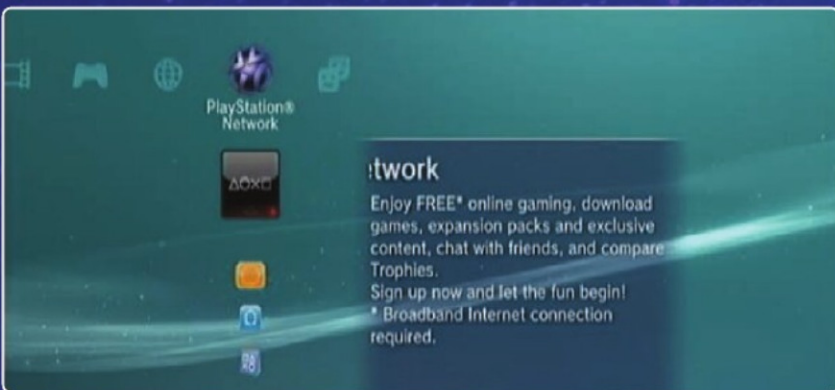 PlayStation®
Network
etwork
Enjoy FREE* online gaming, download
games, expansion packs and exclusive
content, chat with friends, and compare
Trophies.
Sign up now and let the fun begin!
* Broadband Internet connection
required.